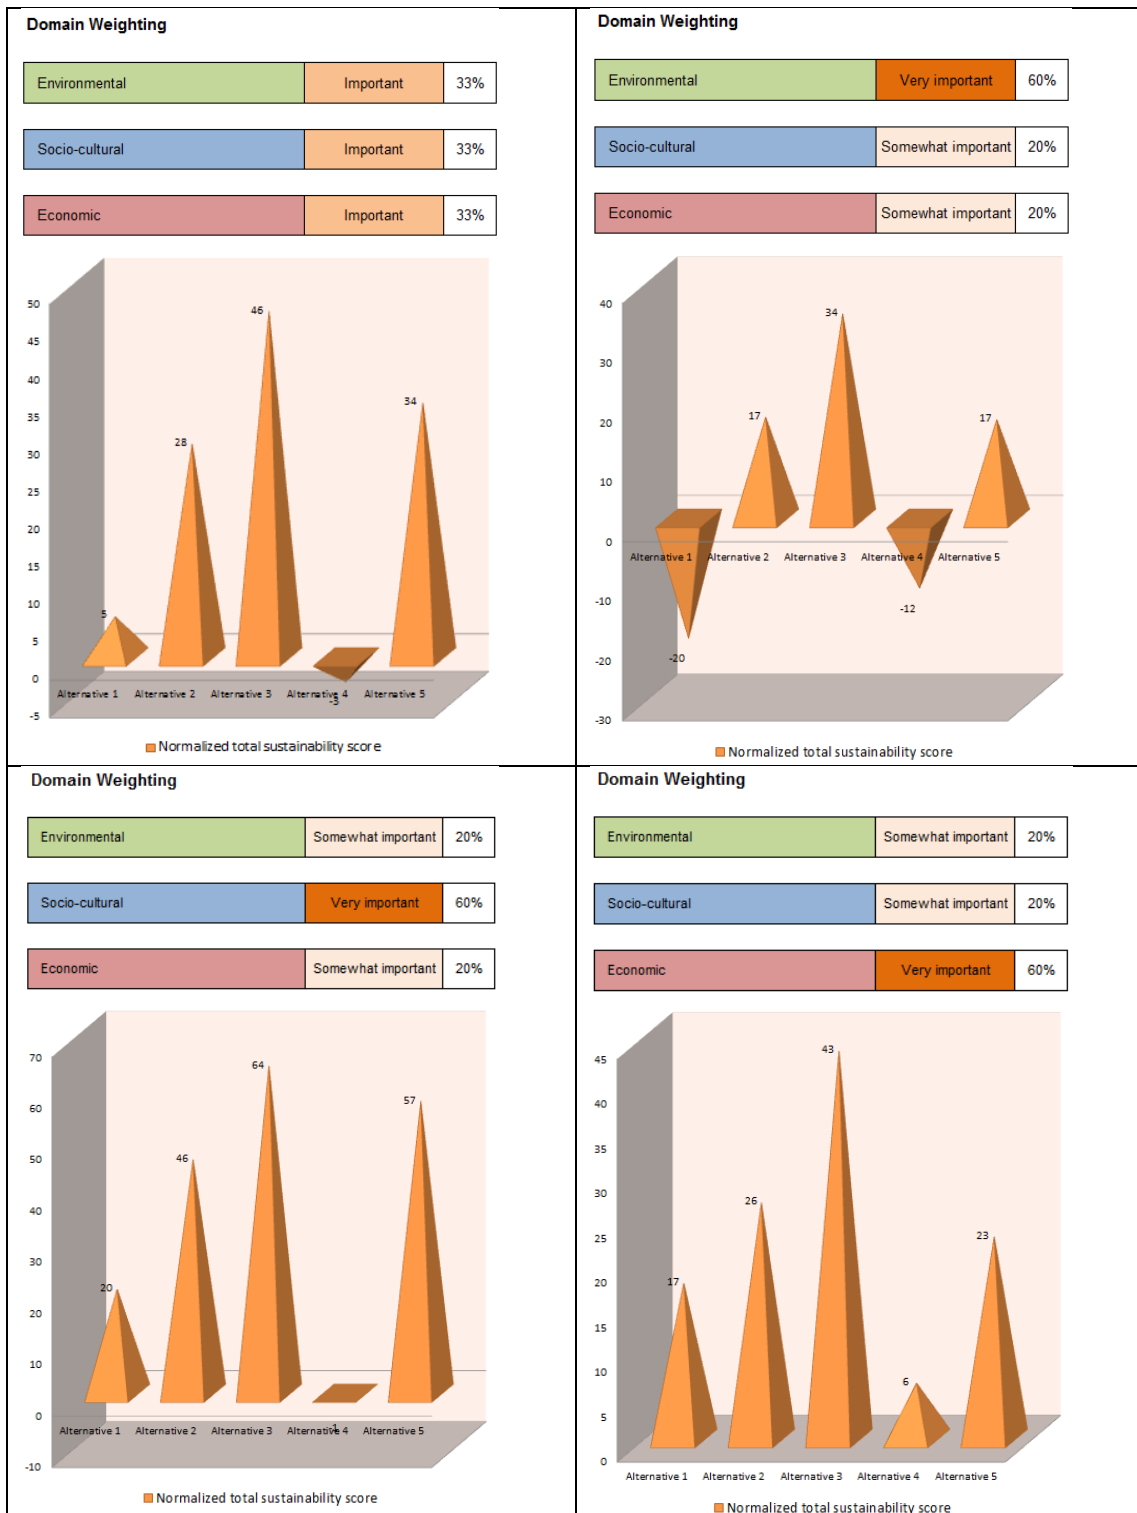 Domain Weighting
Environmental Important 33%
Socio-cultural Important 33%
Economic Important 33%
50
45
46
40
35
34
30
28
25
20
15
10
5
5
0
Alternative 1 Alternative 2 Alternative 3 Alternative 4 Alternative 5
-3
-5
Normalized total sustainability score
Domain Weighting
Environmental Very important 60%
Socio-cultural Somewhat important 20%
Economic Somewhat important 20%
40
34
30
20
17
17
10
0
Alternative 1 Alternative 2 Alternative 3 Alternative 4 Alternative 5
-10
-12
-20
-20
-30
Normalized total sustainability score
Domain Weighting
Environmental Somewhat important 20%
Socio-cultural Very important 60%
Economic Somewhat important 20%
70
64
60
57
50
46
40
30
20
20
10
0
Alternative 1 Alternative 2 Alternative 3 Alternative 4 Alternative 5
-10
Normalized total sustainability score
Domain Weighting
Environmental Somewhat important 20%
Socio-cultural Somewhat important 20%
Economic Very important 60%
45
43
40
35
30
26
25
23
20
17
15
10
6
5
0
Alternative 1 Alternative 2 Alternative 3 Alternative 4 Alternative 5
Normalized total sustainability score